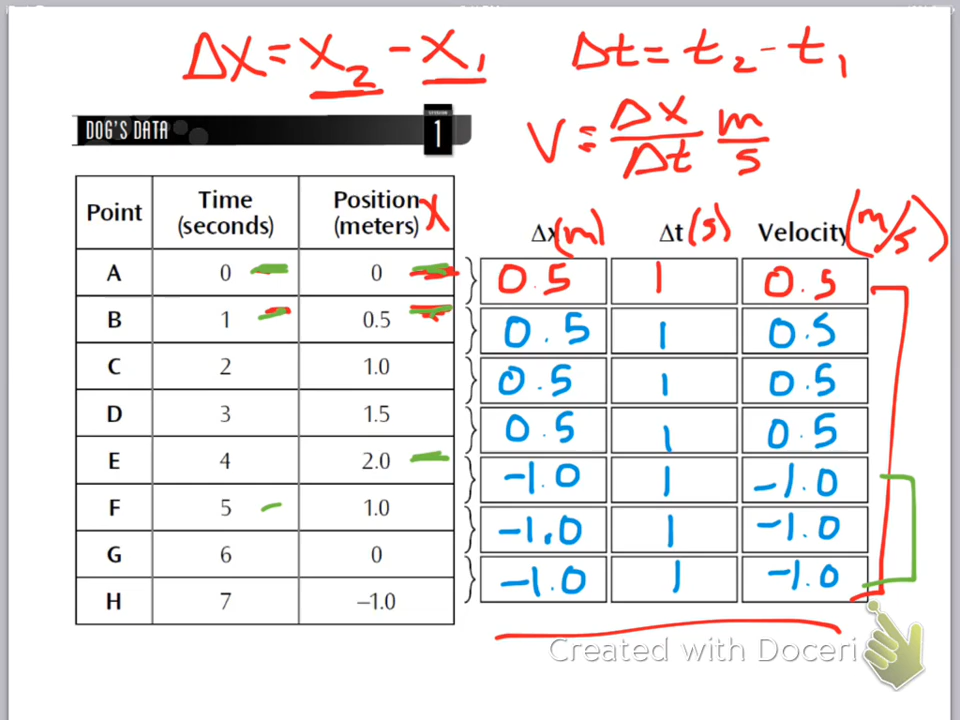 Δx = x₂ - x₁ Δt = t₂ - t₁
DOG'S DATA 1
V = Δx/Δt m/s
Point Time (seconds) Position (meters) X Δx (m) Δt (s) Velocity (m/s)
A 0 0 0.5 1 0.5
B 1 0.5 0.5 1 0.5
C 2 1.0 0.5 1 0.5
D 3 1.5 0.5 1 0.5
E 4 2.0 -1.0 1 -1.0
F 5 1.0 -1.0 1 -1.0
G 6 0 -1.0 1 -1.0
H 7 –1.0
Created with Doceri